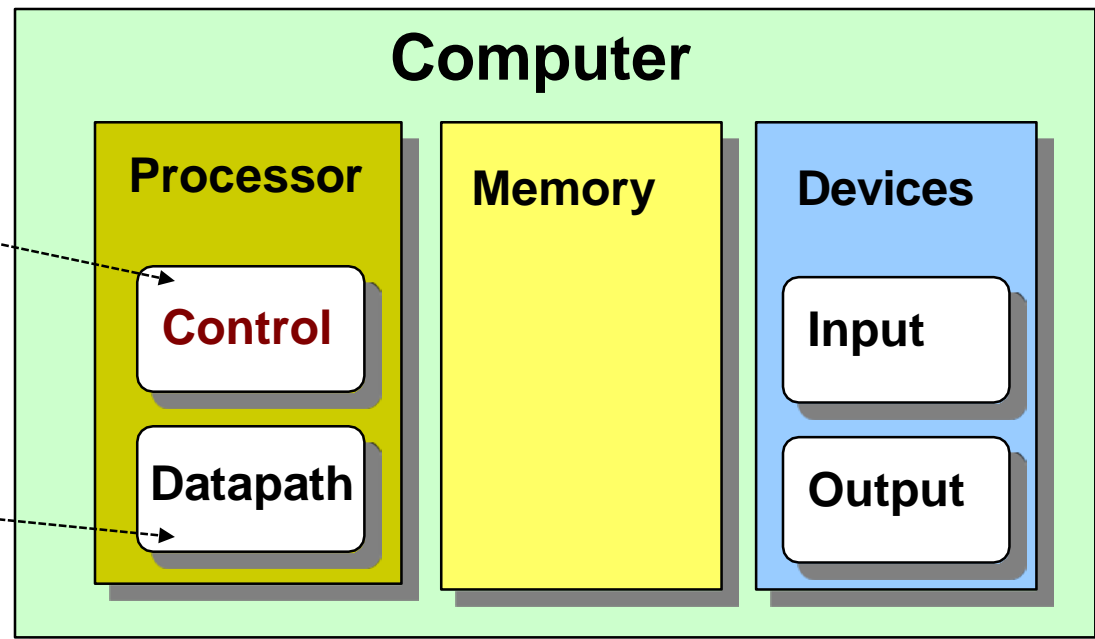 Computer
Processor
Control
Datapath
Memory
Devices
Input
Output